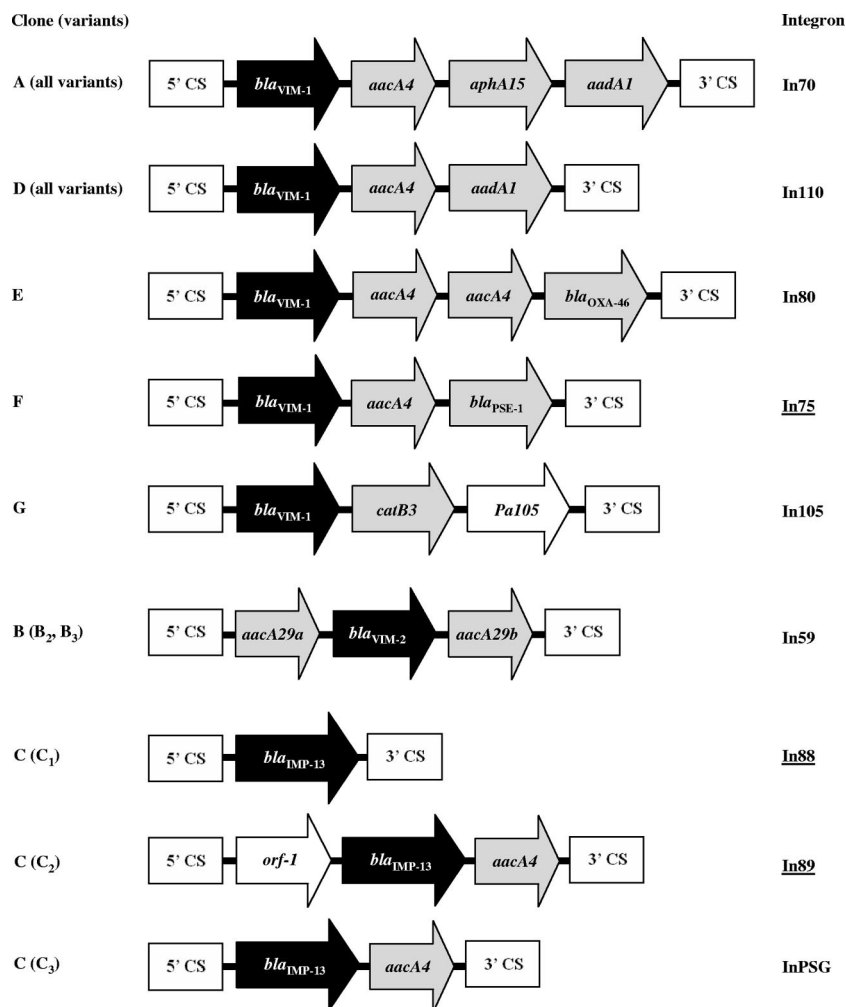 Clone (variants) Integron
A (all variants) 5’ CS blaVIM-1 aacA4 aphA15 aadA1 3’ CS In70
D (all variants) 5’ CS blaVIM-1 aacA4 aadA1 3’ CS In110
E 5’ CS blaVIM-1 aacA4 aacA4 blaOXA-46 3’ CS In80
F 5’ CS blaVIM-1 aacA4 blaPSE-1 3’ CS In75
G 5’ CS blaVIM-1 catB3 Pa105 3’ CS In105
B (B2, B3) 5’ CS aacA29a blaVIM-2 aacA29b 3’ CS In59
C (C1) 5’ CS blaIMP-13 3’ CS In88
C (C2) 5’ CS orf-1 blaIMP-13 aacA4 3’ CS In89
C (C3) 5’ CS blaIMP-13 aacA4 3’ CS InPSG